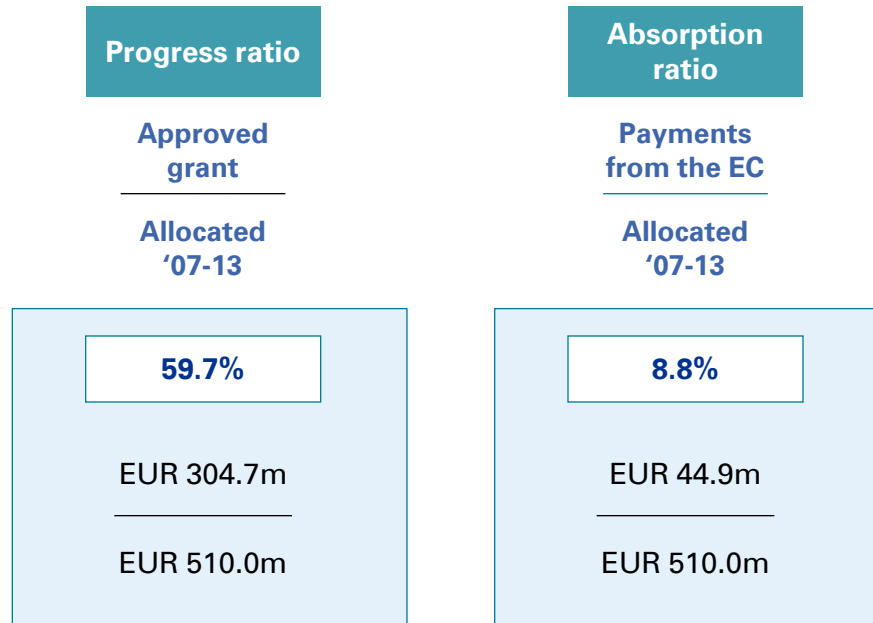 Progress ratio
Approved
grant
Allocated
‘07-13
59.7%
EUR 304.7m
EUR 510.0m
Absorption
ratio
Payments
from the EC
Allocated
‘07-13
8.8%
EUR 44.9m
EUR 510.0m